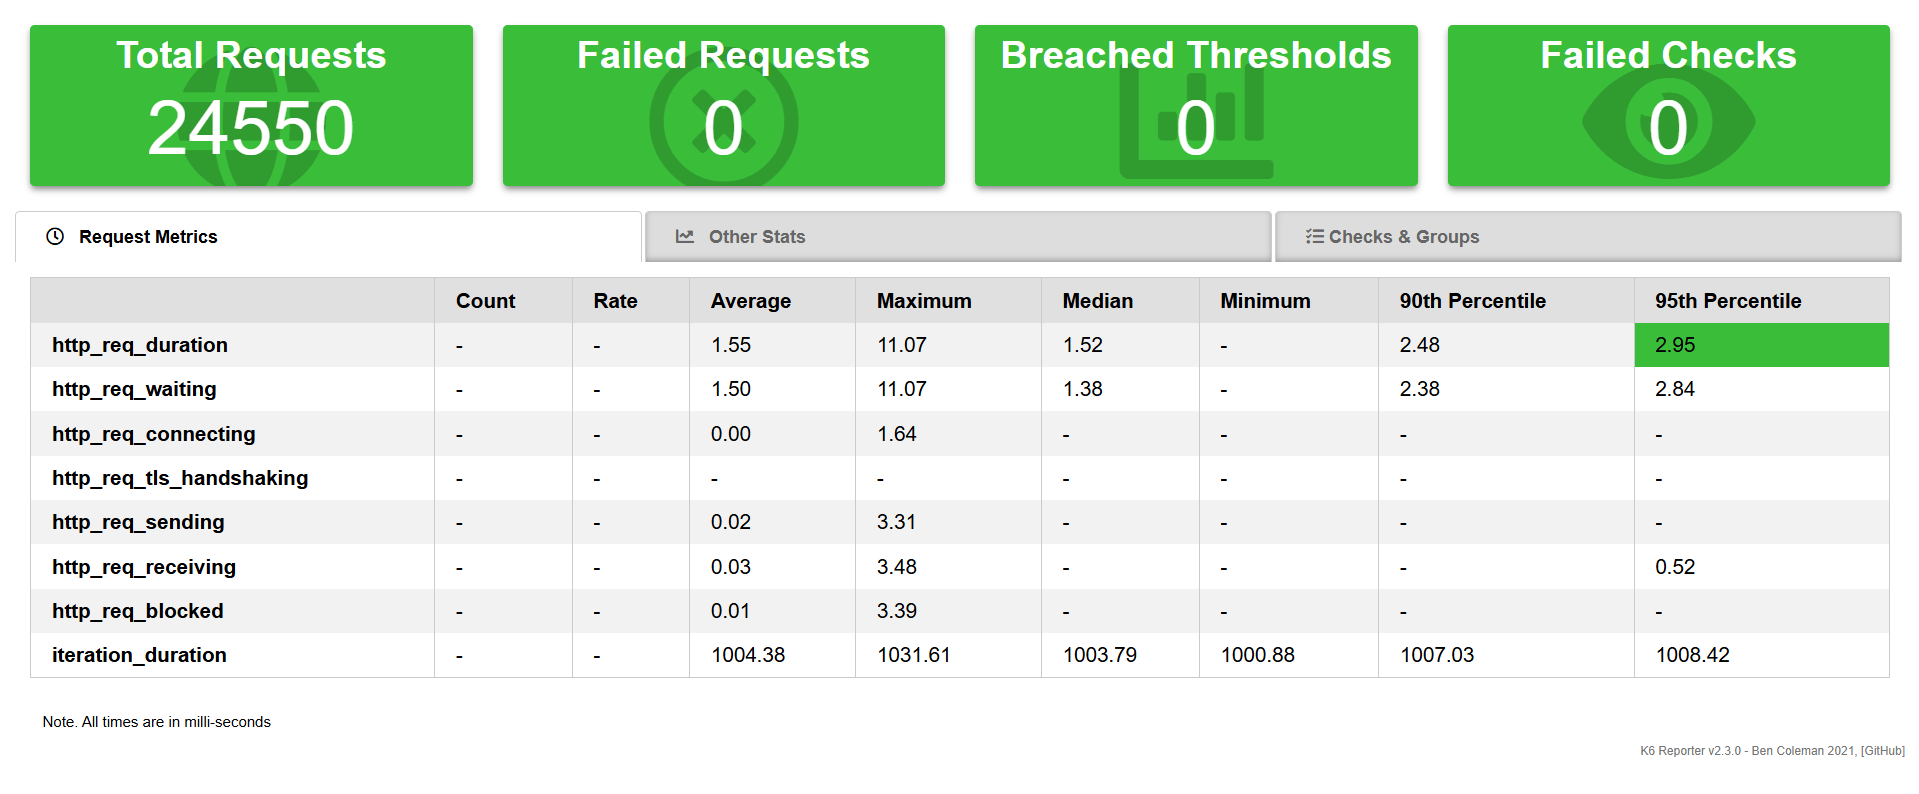 Total Requests
24550
Failed Requests
0
Breached Thresholds
0
Failed Checks
0
Request Metrics
Other Stats
Checks & Groups
Count Rate Average Maximum Median Minimum 90th Percentile 95th Percentile
http_req_duration - - 1.55 11.07 1.52 - 2.48 2.95
http_req_waiting - - 1.50 11.07 1.38 - 2.38 2.84
http_req_connecting - - 0.00 1.64 - - - -
http_req_tls_handshaking - - - - - - - -
http_req_sending - - 0.02 3.31 - - - -
http_req_receiving - - 0.03 3.48 - - - 0.52
http_req_blocked - - 0.01 3.39 - - - -
iteration_duration - - 1004.38 1031.61 1003.79 1000.88 1007.03 1008.42
Note. All times are in milli-seconds
K6 Reporter v2.3.0 - Ben Coleman 2021, [GitHub]